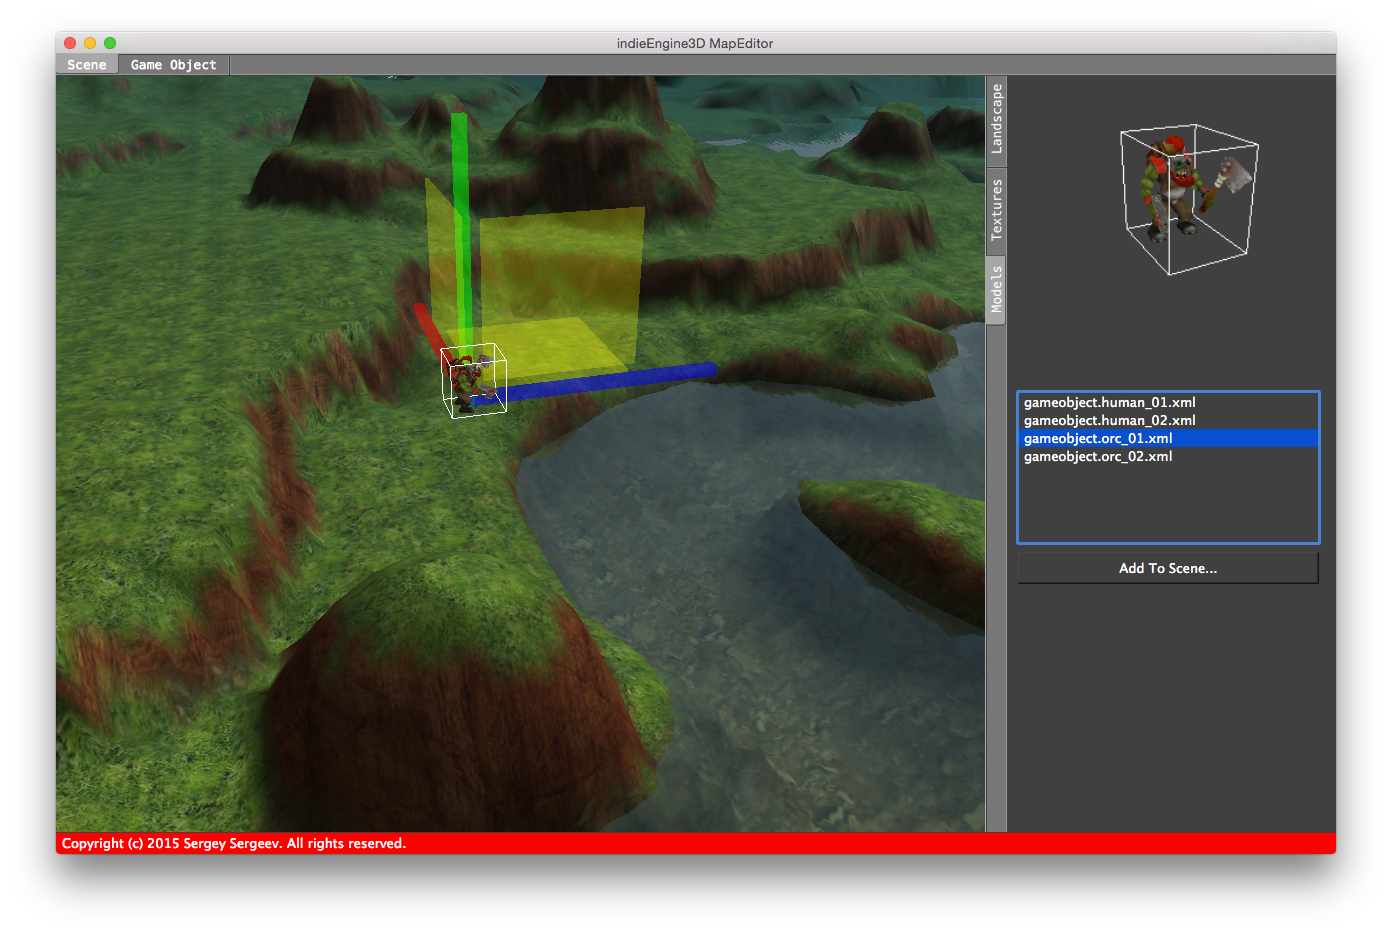 indieEngine3D MapEditor
Scene
Game Object
Landscape
Textures
Models
gameobject.human_01.xml
gameobject.human_02.xml
gameobject.orc_01.xml
gameobject.orc_02.xml
Add To Scene...
Copyright (c) 2015 Sergey Sergeev. All rights reserved.